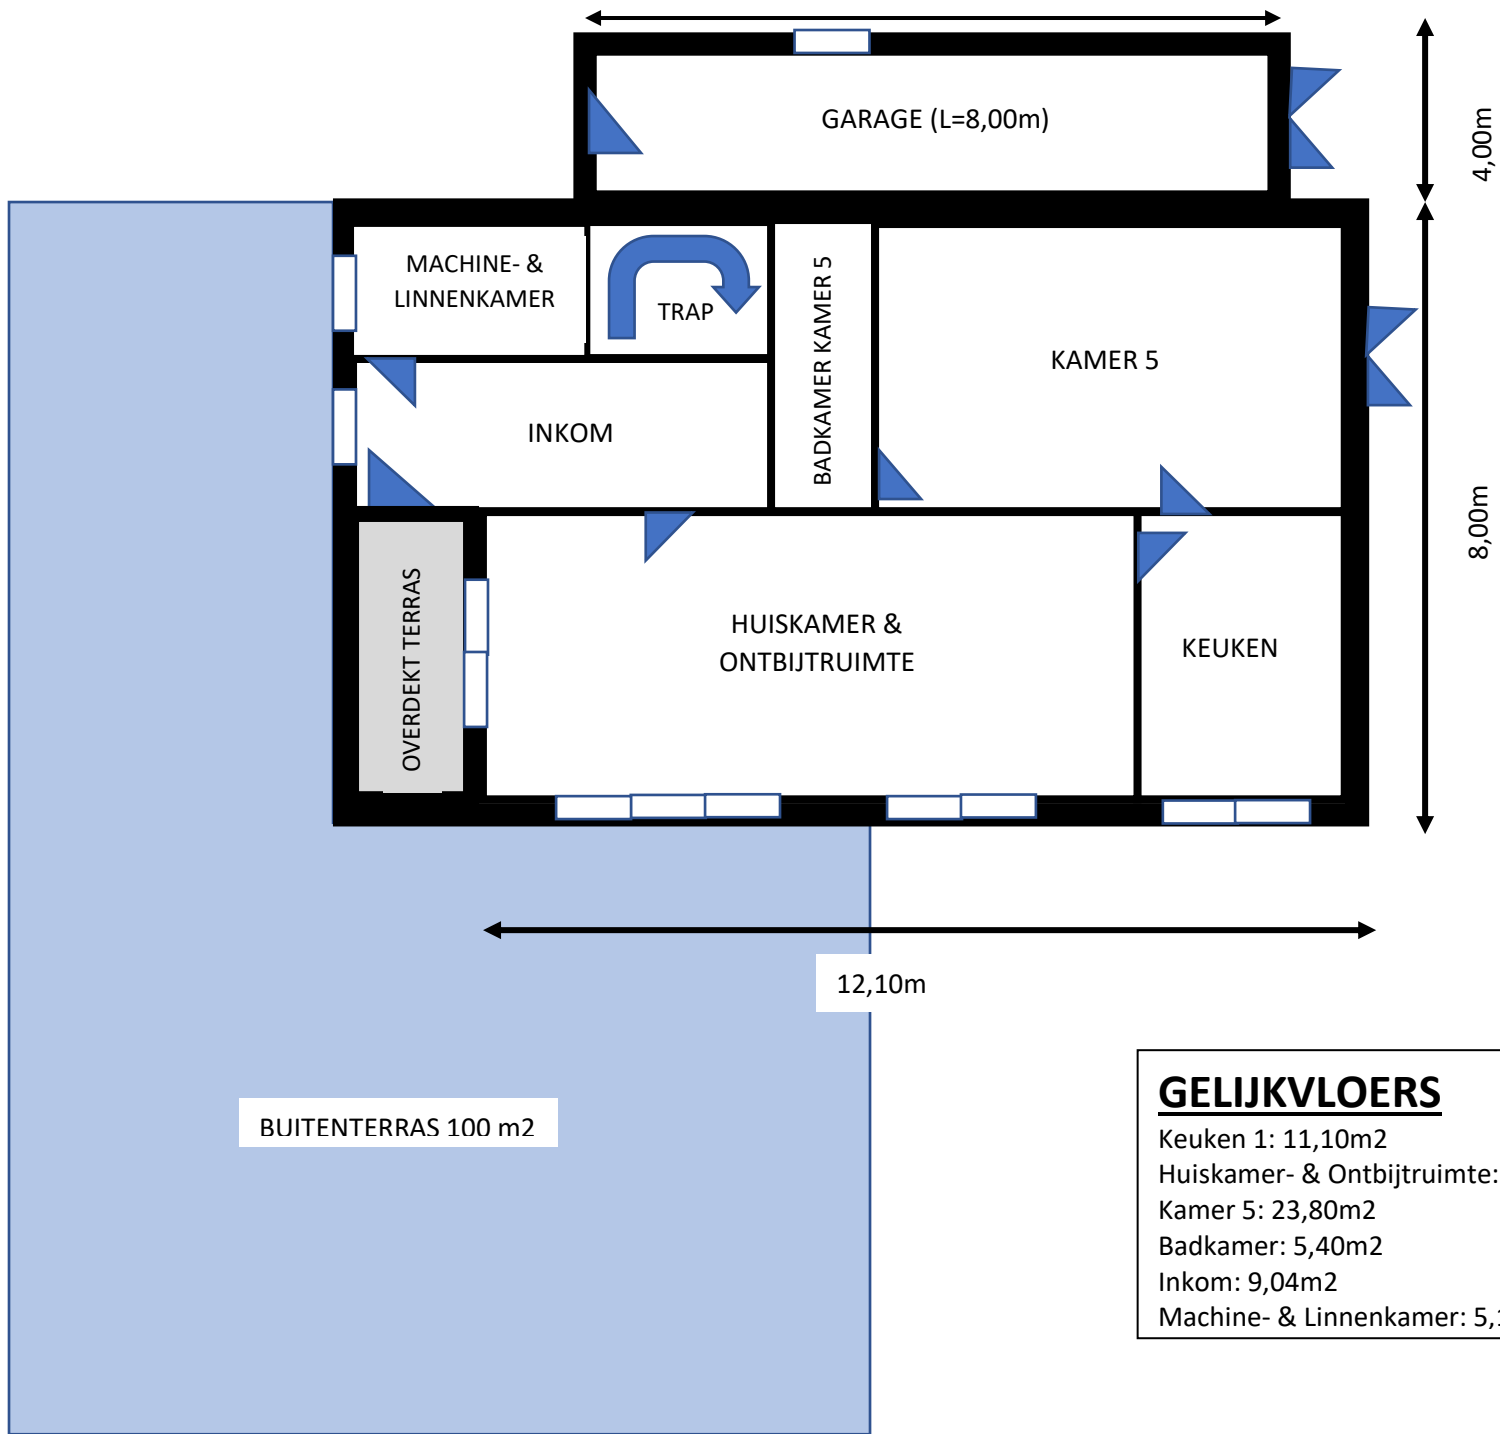 GARAGE (L=8,00m)
4,00m
MACHINE- &
LINNENKAMER
TRAP
BADKAMER KAMER 5
KAMER 5
INKOM
8,00m
OVERDEKT TERRAS
HUISKAMER &
ONTBIJTRUIMTE
KEUKEN
12,10m
BUITENTERRAS 100 m2
GELIJKVLOERS
Keuken 1: 11,10m2
Huiskamer- & Ontbijtruimte:
Kamer 5: 23,80m2
Badkamer: 5,40m2
Inkom: 9,04m2
Machine- & Linnenkamer: